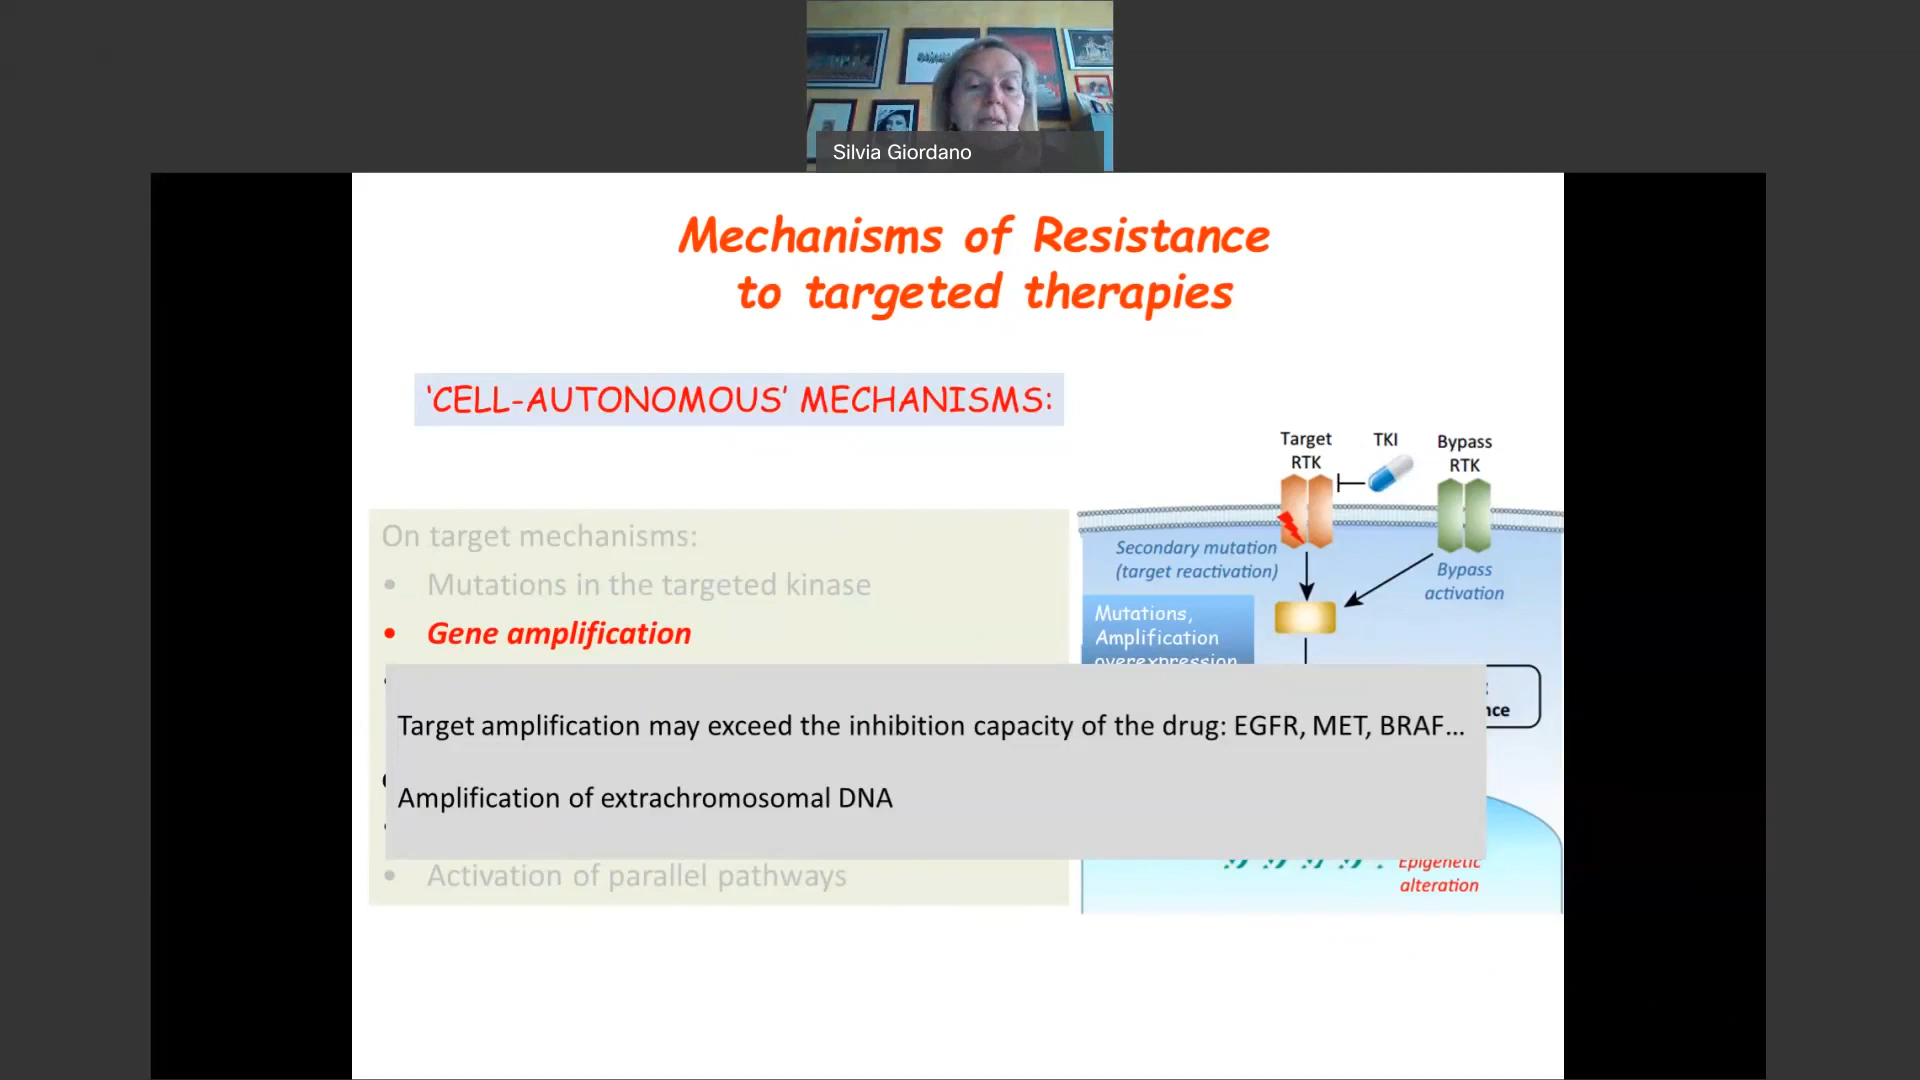 Silvia Giordano
Mechanisms of Resistance
to targeted therapies
‘CELL-AUTONOMOUS’ MECHANISMS:
On target mechanisms:
• Mutations in the targeted kinase
• Gene amplification
Target amplification may exceed the inhibition capacity of the drug: EGFR, MET, BRAF...
Amplification of extrachromosomal DNA
• Activation of parallel pathways
Target
RTK
TKI
Bypass
RTK
Secondary mutation
(target reactivation)
Bypass
activation
Mutations,
Amplification
overexpression
Epigenetic
alteration